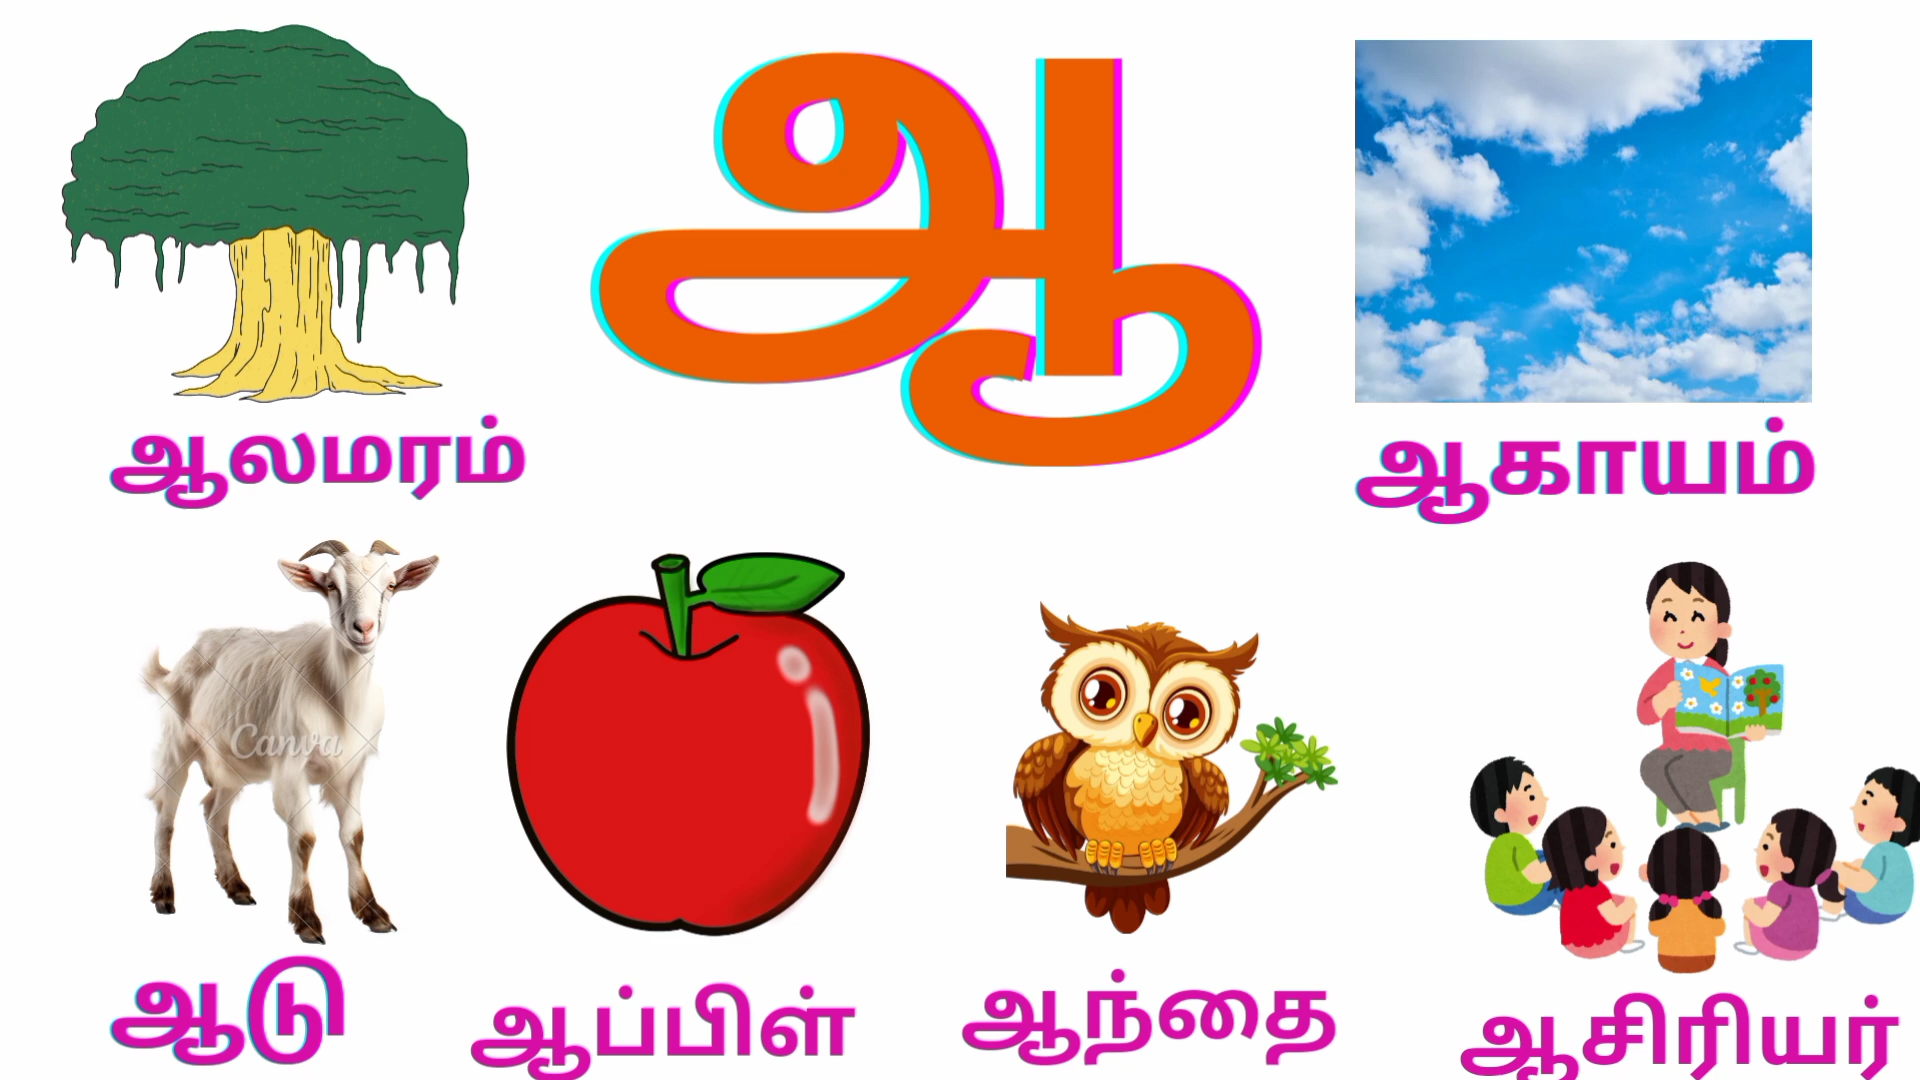 ஆ
ஆலமரம்
ஆகாயம்
Canva
ஆடு
ஆப்பிள்
ஆந்தை
ஆசிரியர்